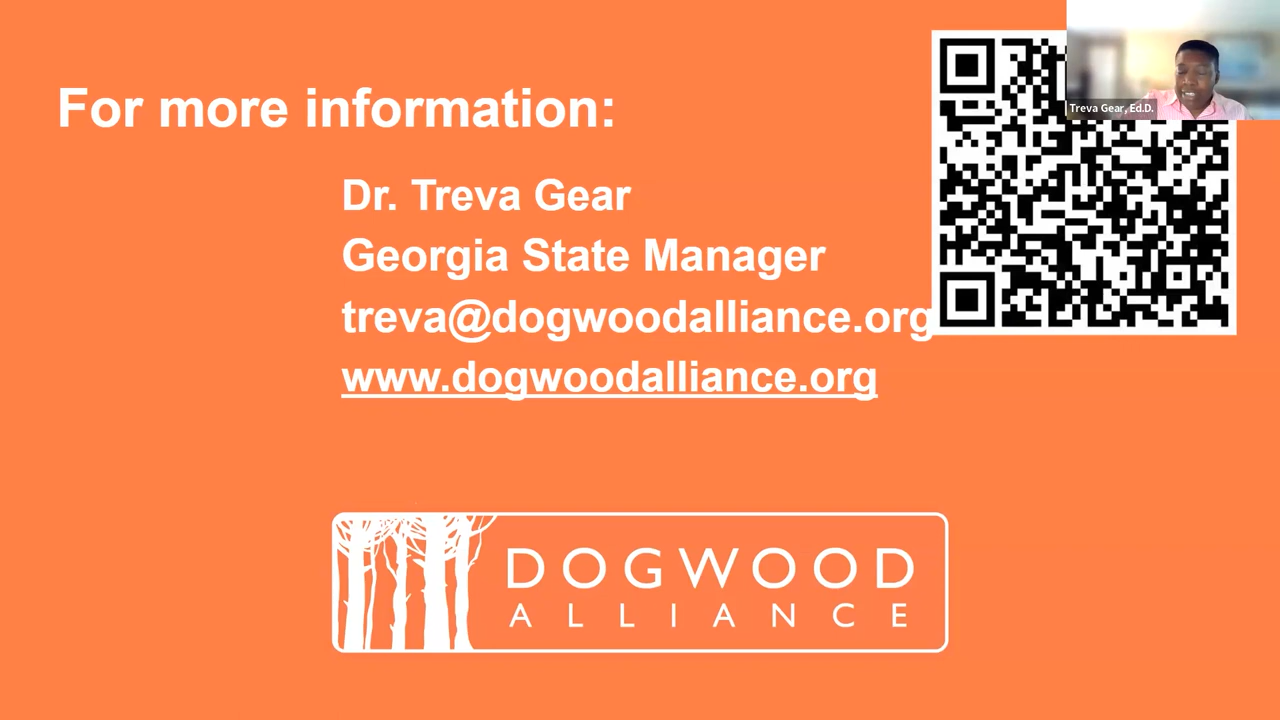 For more information:
Dr. Treva Gear
Georgia State Manager
treva@dogwoodalliance.org
www.dogwoodalliance.org
Treva Gear, Ed.D.
DOGWOOD
ALLIANCE